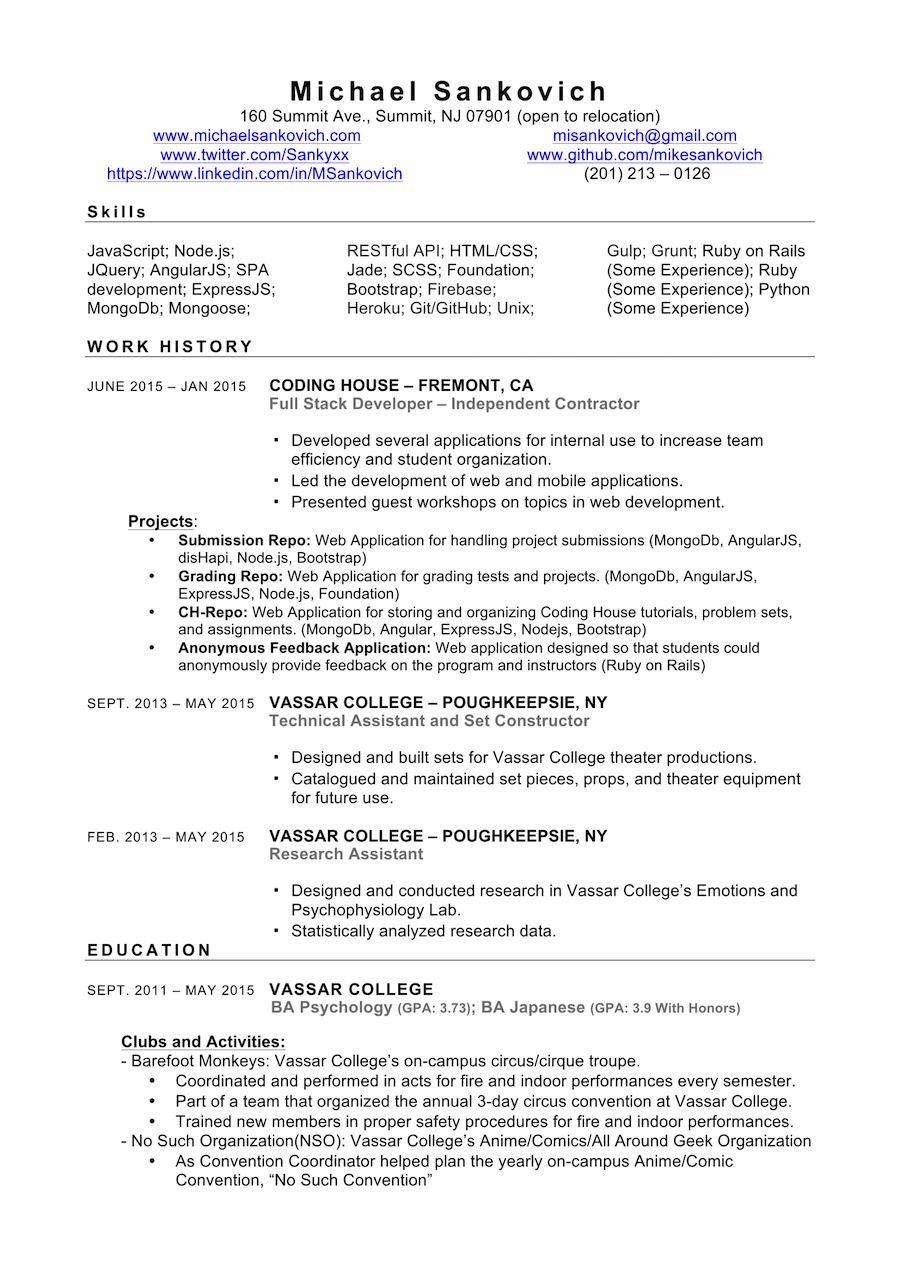 Michael Sankovich
160 Summit Ave., Summit, NJ 07901 (open to relocation)
www.michaelsankovich.com misankovich@gmail.com
www.twitter.com/Sankyxx www.github.com/mikesankovich
https://www.linkedin.com/in/MSankovich (201) 213 – 0126
Skills
JavaScript; Node.js;
JQuery; AngularJS; SPA
development; ExpressJS;
MongoDb; Mongoose;
RESTful API; HTML/CSS;
Jade; SCSS; Foundation;
Bootstrap; Firebase;
Heroku; Git/GitHub; Unix;
Gulp; Grunt; Ruby on Rails
(Some Experience); Ruby
(Some Experience); Python
(Some Experience)
WORK HISTORY
JUNE 2015 – JAN 2015 CODING HOUSE – FREMONT, CA
Full Stack Developer – Independent Contractor
▪ Developed several applications for internal use to increase team
efficiency and student organization.
▪ Led the development of web and mobile applications.
▪ Presented guest workshops on topics in web development.
Projects:
• Submission Repo: Web Application for handling project submissions (MongoDb, AngularJS,
disHapi, Node.js, Bootstrap)
• Grading Repo: Web Application for grading tests and projects. (MongoDb, AngularJS,
ExpressJS, Node.js, Foundation)
• CH-Repo: Web Application for storing and organizing Coding House tutorials, problem sets,
and assignments. (MongoDb, Angular, ExpressJS, Nodejs, Bootstrap)
• Anonymous Feedback Application: Web application designed so that students could
anonymously provide feedback on the program and instructors (Ruby on Rails)
SEPT. 2013 – MAY 2015 VASSAR COLLEGE – POUGHKEEPSIE, NY
Technical Assistant and Set Constructor
▪ Designed and built sets for Vassar College theater productions.
▪ Catalogued and maintained set pieces, props, and theater equipment
for future use.
FEB. 2013 – MAY 2015 VASSAR COLLEGE – POUGHKEEPSIE, NY
Research Assistant
▪ Designed and conducted research in Vassar College’s Emotions and
Psychophysiology Lab.
▪ Statistically analyzed research data.
EDUCATION
SEPT. 2011 – MAY 2015 VASSAR COLLEGE
BA Psychology (GPA: 3.73); BA Japanese (GPA: 3.9 With Honors)
Clubs and Activities:
- Barefoot Monkeys: Vassar College’s on-campus circus/cirque troupe.
• Coordinated and performed in acts for fire and indoor performances every semester.
• Part of a team that organized the annual 3-day circus convention at Vassar College.
• Trained new members in proper safety procedures for fire and indoor performances.
- No Such Organization(NSO): Vassar College’s Anime/Comics/All Around Geek Organization
• As Convention Coordinator helped plan the yearly on-campus Anime/Comic
Convention, “No Such Convention”